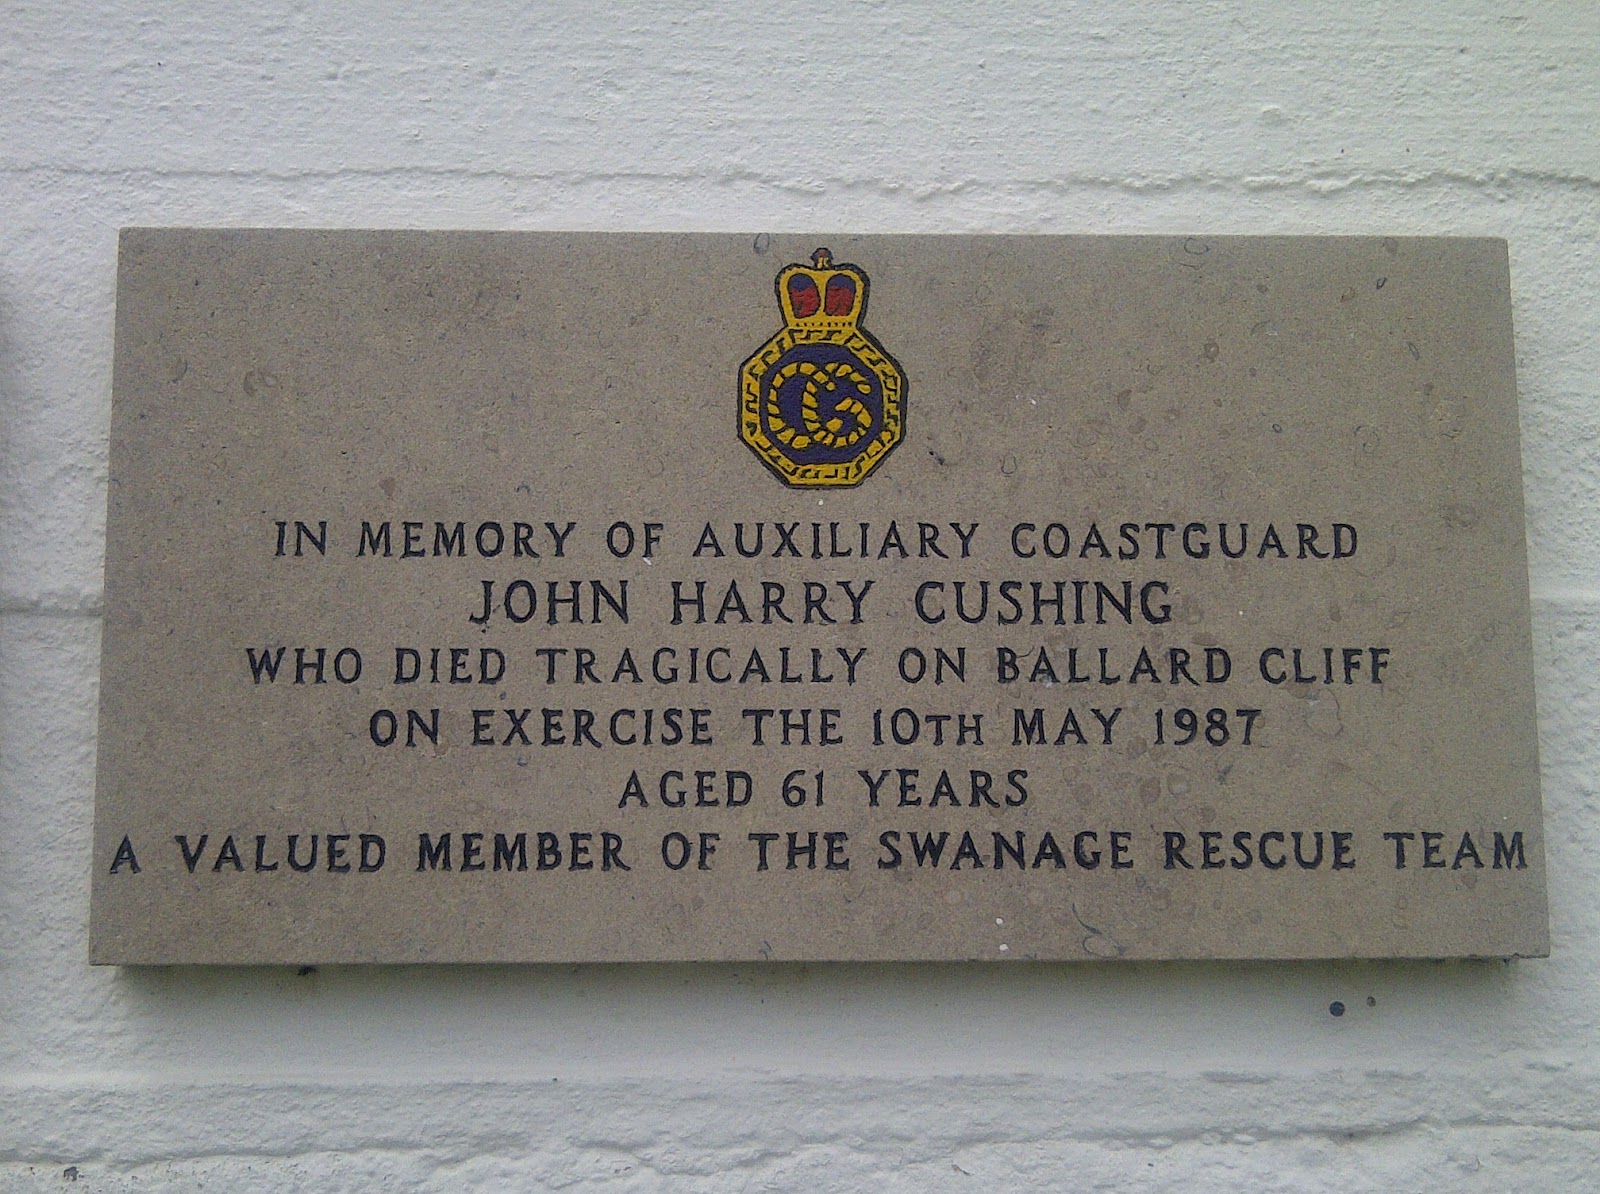 CG
IN MEMORY OF AUXILIARY COASTGUARD
JOHN HARRY CUSHING
WHO DIED TRAGICALLY ON BALLARD CLIFF
ON EXERCISE THE 10TH MAY 1987
AGED 61 YEARS
A VALUED MEMBER OF THE SWANAGE RESCUE TEAM